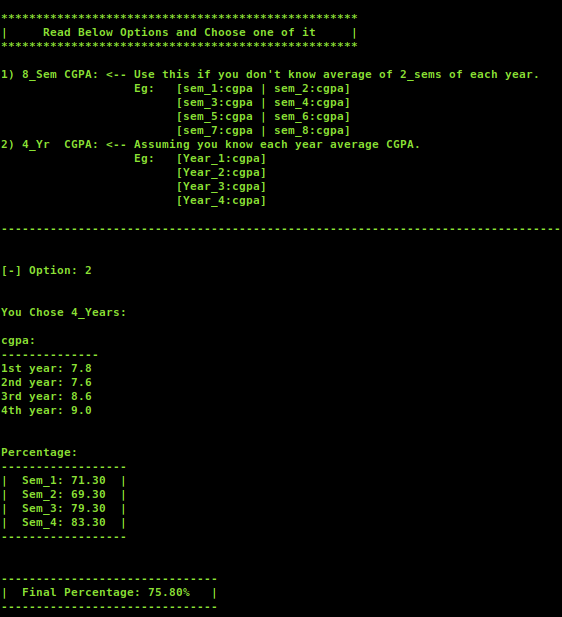 ***************************************************
|     Read Below Options and Choose one of it     |
***************************************************

1) 8_Sem CGPA: <-- Use this if you don't know average of 2_sems of each year.
                   Eg:   [sem_1:cgpa | sem_2:cgpa]
                         [sem_3:cgpa | sem_4:cgpa]
                         [sem_5:cgpa | sem_6:cgpa]
                         [sem_7:cgpa | sem_8:cgpa]
2) 4_Yr  CGPA: <-- Assuming you know each year average CGPA.
                   Eg:   [Year_1:cgpa]
                         [Year_2:cgpa]
                         [Year_3:cgpa]
                         [Year_4:cgpa]

--------------------------------------------------------------------------------

[-] Option: 2

You Chose 4_Years:

cgpa:
--------------
1st year: 7.8
2nd year: 7.6
3rd year: 8.6
4th year: 9.0

Percentage:
------------------
|  Sem_1: 71.30  |
|  Sem_2: 69.30  |
|  Sem_3: 79.30  |
|  Sem_4: 83.30  |
------------------

-------------------------------
|  Final Percentage: 75.80%   |
-------------------------------